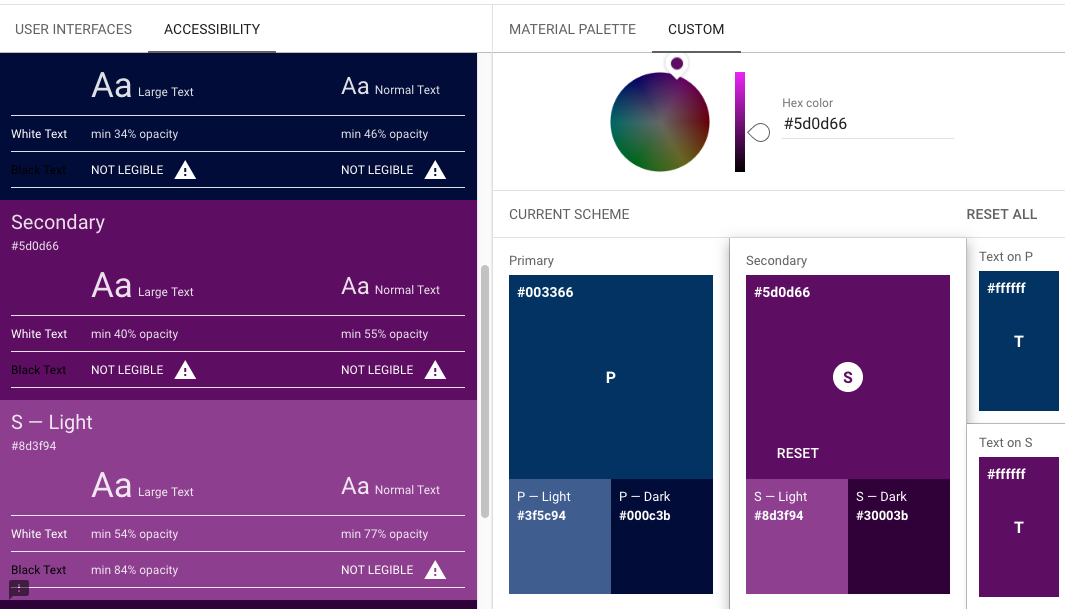 USER INTERFACES ACCESSIBILITY
Aa Large Text Aa Normal Text
White Text min 34% opacity min 46% opacity
Black Text NOT LEGIBLE NOT LEGIBLE
Secondary
#5d0d66
Aa Large Text Aa Normal Text
White Text min 40% opacity min 55% opacity
Black Text NOT LEGIBLE NOT LEGIBLE
S — Light
#8d3f94
Aa Large Text Aa Normal Text
White Text min 54% opacity min 77% opacity
Black Text min 84% opacity NOT LEGIBLE
MATERIAL PALETTE CUSTOM
Hex color
#5d0d66
CURRENT SCHEME RESET ALL
Primary
#003366
P
P — Light
#3f5c94
P — Dark
#000c3b
Secondary
#5d0d66
S
RESET
S — Light
#8d3f94
S — Dark
#30003b
Text on P
#ffffff
T
Text on S
#ffffff
T